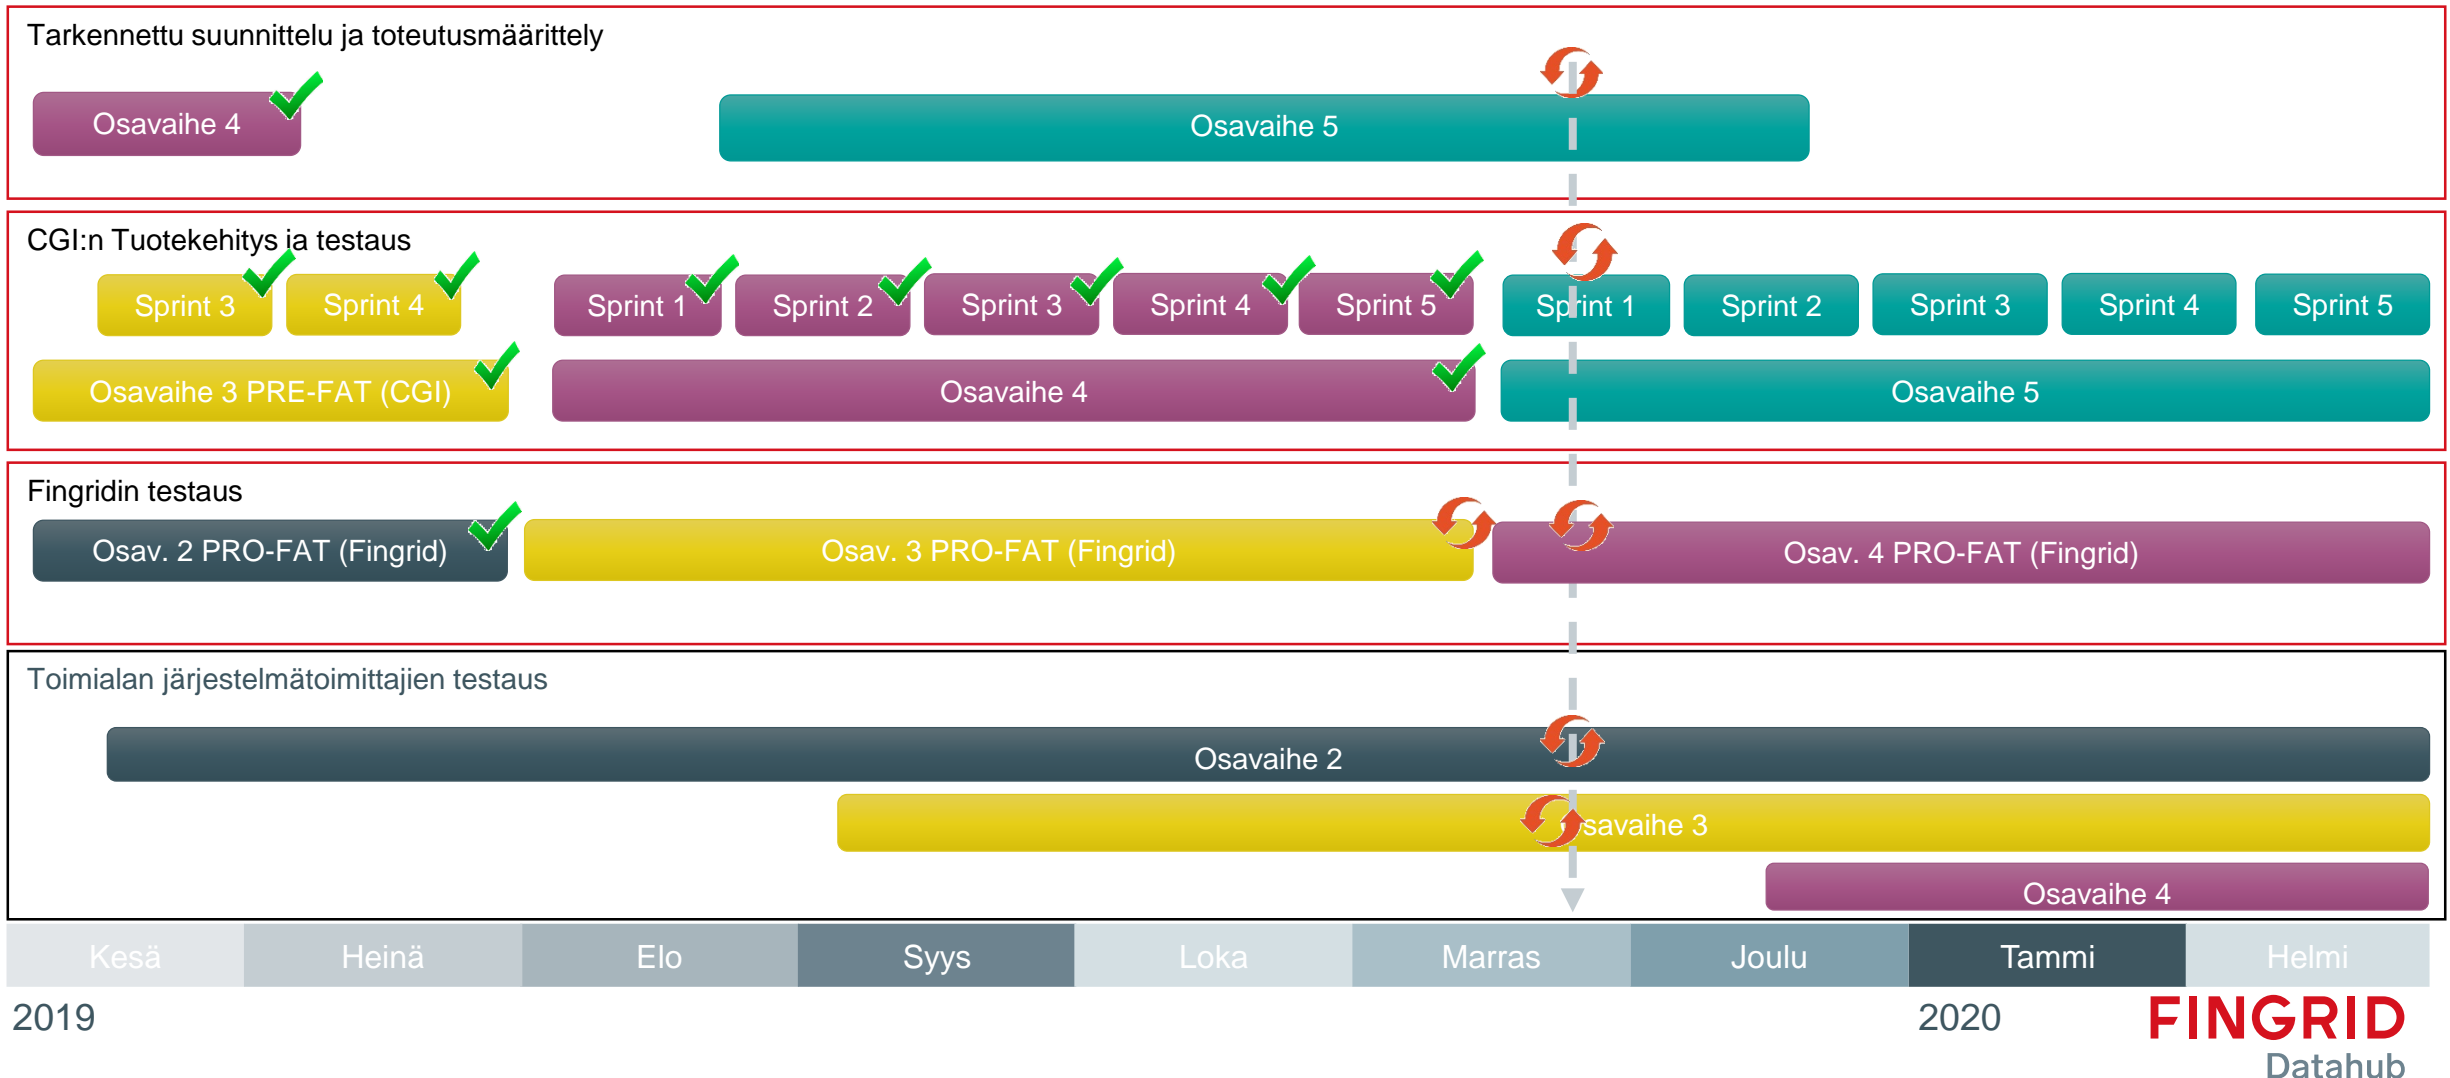 Tarkennettu suunnittelu ja toteutusmäärittely
Osavaihe 4
Osavaihe 5
CGI:n Tuotekehitys ja testaus
Sprint 3
Sprint 4
Sprint 1
Sprint 2
Sprint 3
Sprint 4
Sprint 5
Sprint 1
Sprint 2
Sprint 3
Sprint 4
Sprint 5
Osavaihe 3 PRE-FAT (CGI)
Osavaihe 4
Osavaihe 5
Fingridin testaus
Osav. 2 PRO-FAT (Fingrid)
Osav. 3 PRO-FAT (Fingrid)
Osav. 4 PRO-FAT (Fingrid)
Toimialan järjestelmätoimittajien testaus
Osavaihe 2
Osavaihe 3
Osavaihe 4
Kesä
Heinä
Elo
Syys
Loka
Marras
Joulu
Tammi
Helmi
2019
2020
FINGRID
Datahub